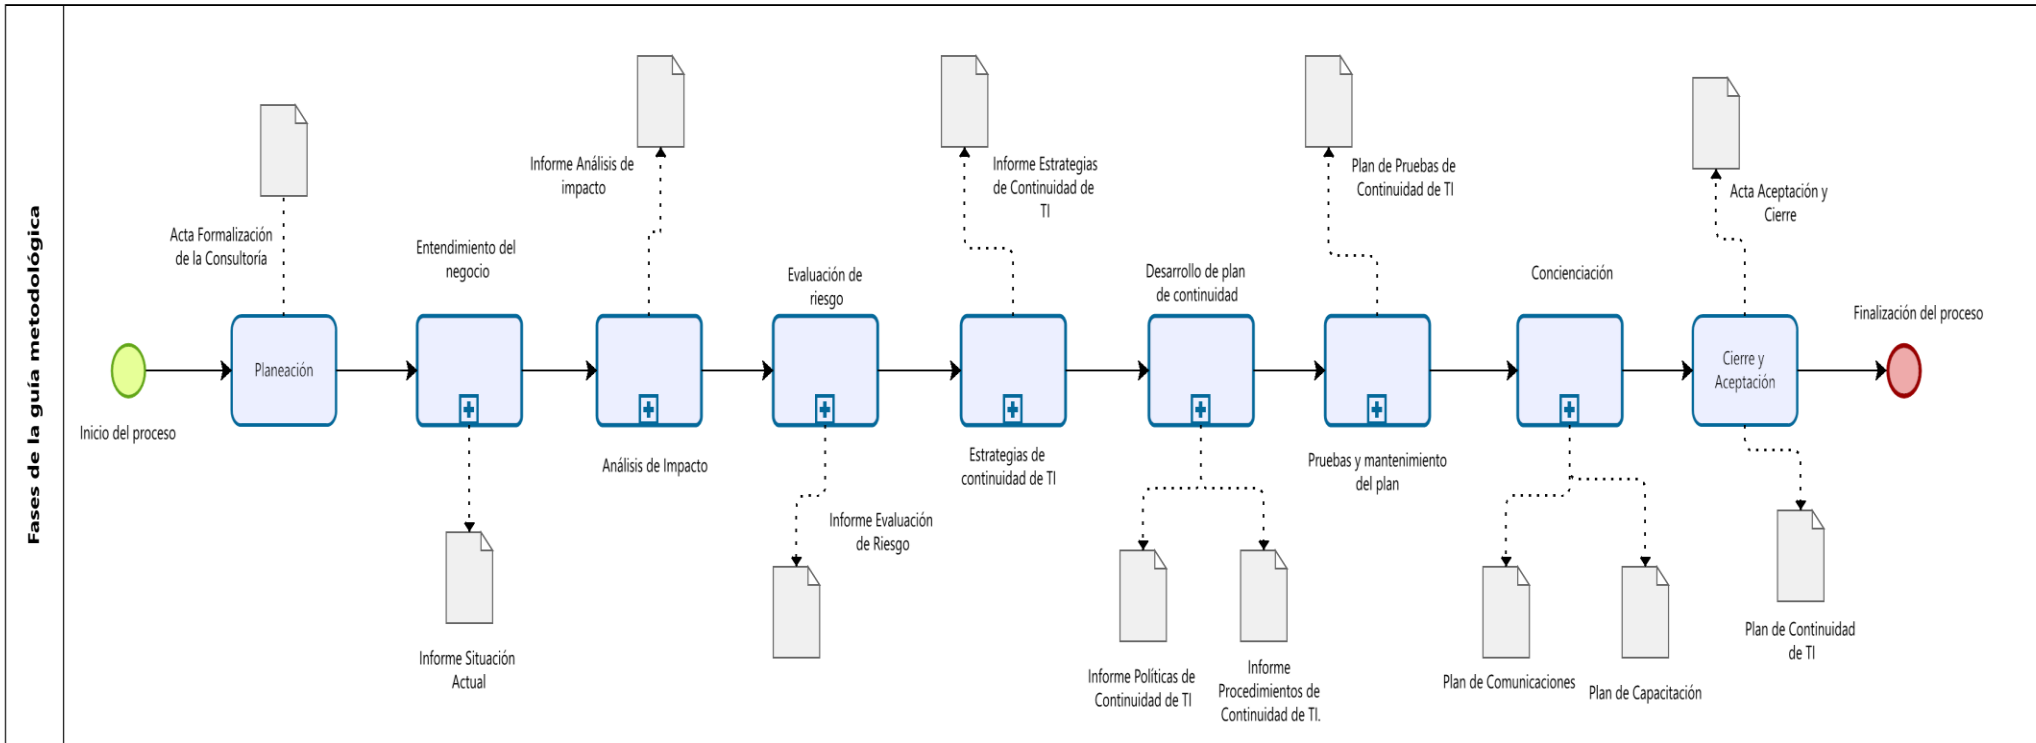 Fases de la guía metodológica
Inicio del proceso
Acta Formalización
de la Consultoría
Planeación
Entendimiento del
negocio
Informe Situación
Actual
Informe Análisis de
impacto
Análisis de Impacto
Evaluación de
riesgo
Informe Evaluación
de Riesgo
Informe Estrategias
de Continuidad de
TI
Estrategias de
continuidad de TI
Desarrollo de plan
de continuidad
Informe Políticas de
Continuidad de TI
Informe
Procedimientos de
Continuidad de TI.
Plan de Pruebas de
Continuidad de TI
Pruebas y mantenimiento
del plan
Concienciación
Plan de Comunicaciones
Plan de Capacitación
Acta Aceptación y
Cierre
Cierre y
Aceptación
Plan de Continuidad
de TI
Finalización del proceso